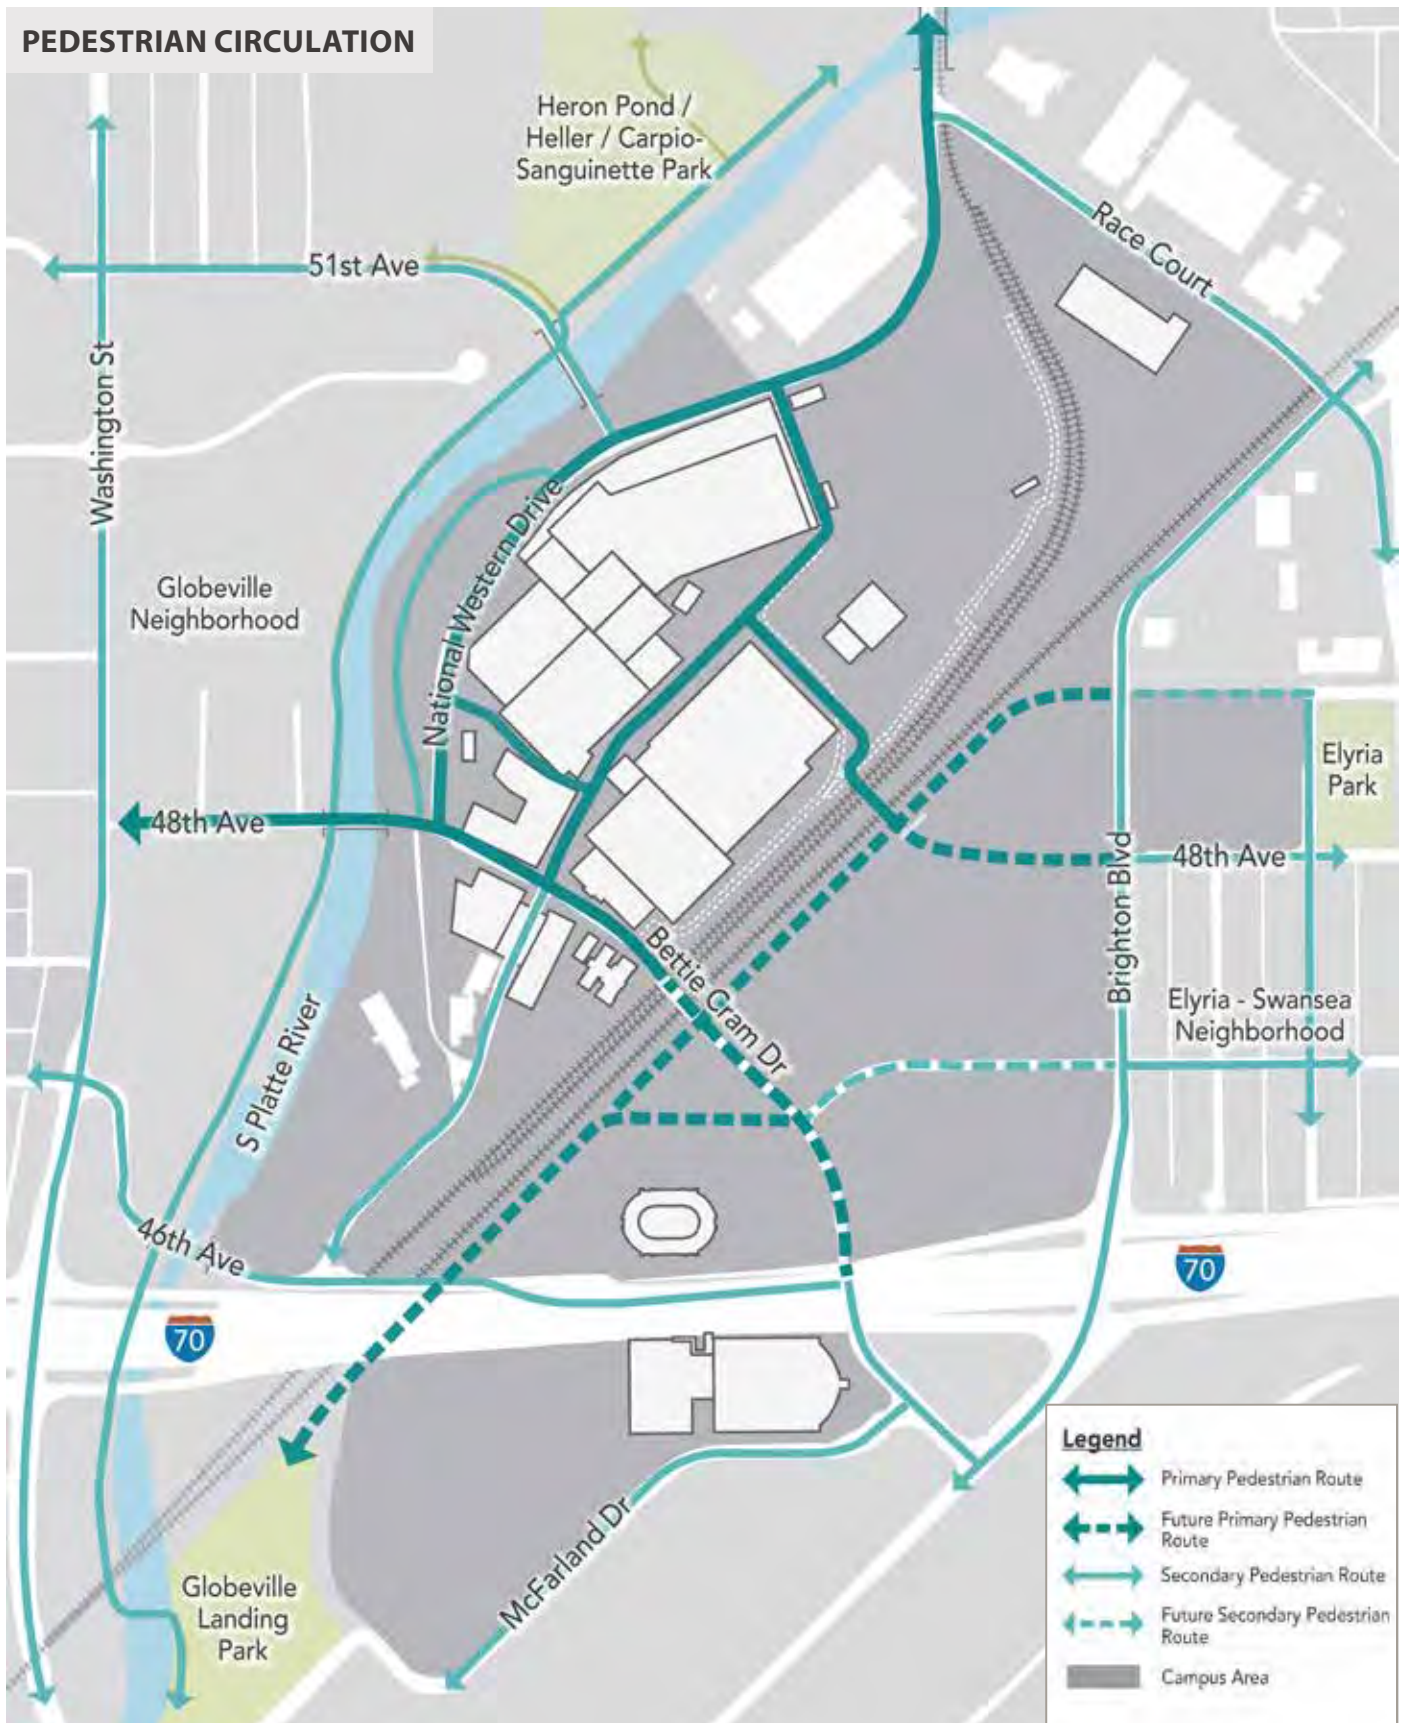 PEDESTRIAN CIRCULATION
Heron Pond /
Heller / Carpio-
Sanguinette Park
Race Court
51st Ave
Washington St
National Western Drive
Globeville
Neighborhood
Elyria
Park
48th Ave
48th Ave
Brighton Blvd
Bettie Cram Dr
Elyria - Swansea
Neighborhood
S Platte River
46th Ave
70
70
McFarland Dr
Globeville
Landing
Park
Legend
Primary Pedestrian Route
Future Primary Pedestrian
Route
Secondary Pedestrian Route
Future Secondary Pedestrian
Route
Campus Area